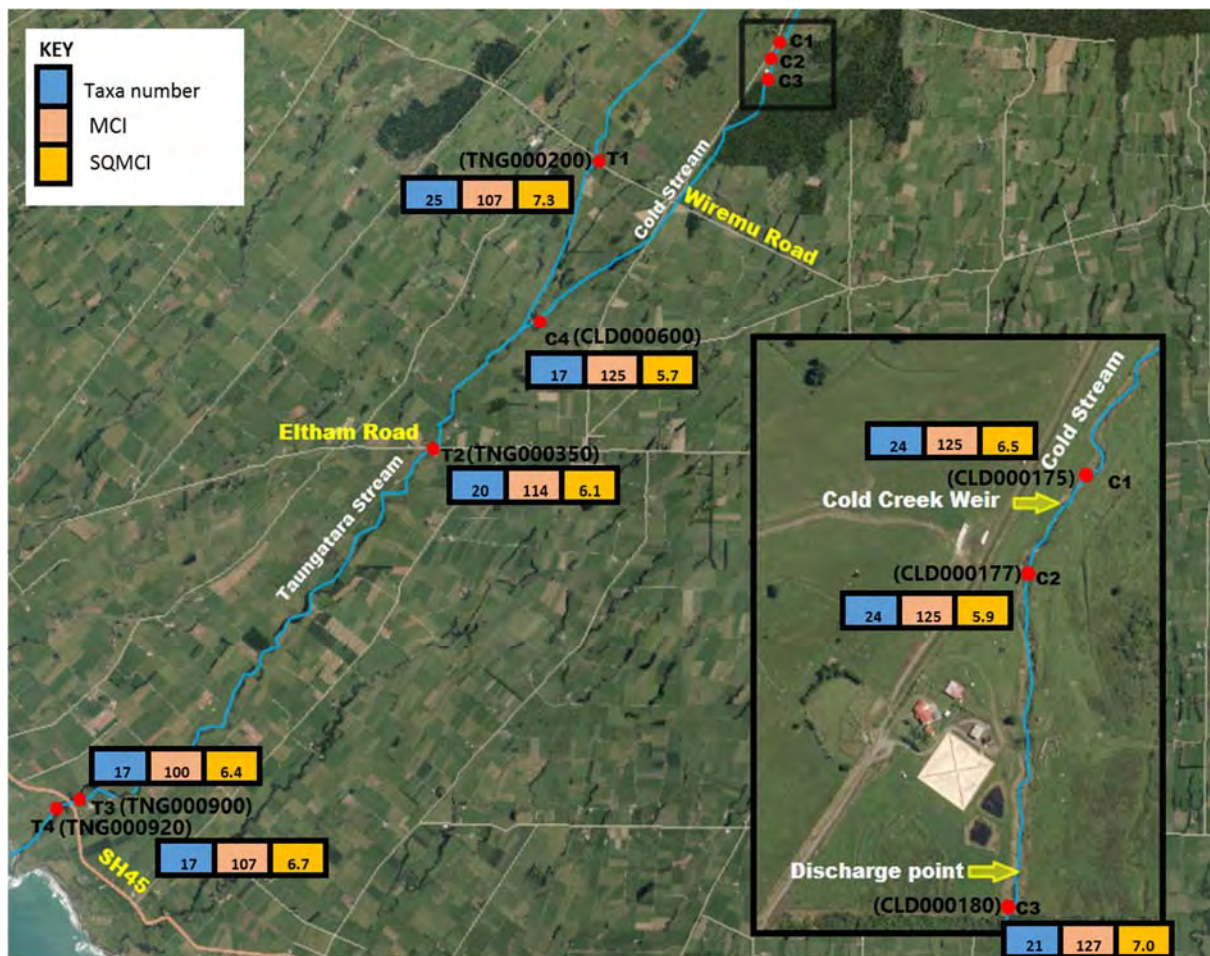 KEY
Taxa number
MCI
SQMCI
C1
C2
C3
(TNG000200) T1
25 107 7.3
Cold Stream
Wiremu Road
C4 (CLD000600)
17 125 5.7
Eltham Road
T2 (TNG000350)
20 114 6.1
Taungatara Stream
17 100 6.4
T3 (TNG000900)
T4 (TNG000920)
17 107 6.7
SH45
Cold Stream
24 125 6.5
(CLD000175) C1
Cold Creek Weir
(CLD000177) C2
24 125 5.9
Discharge point
(CLD000180) C3
21 127 7.0